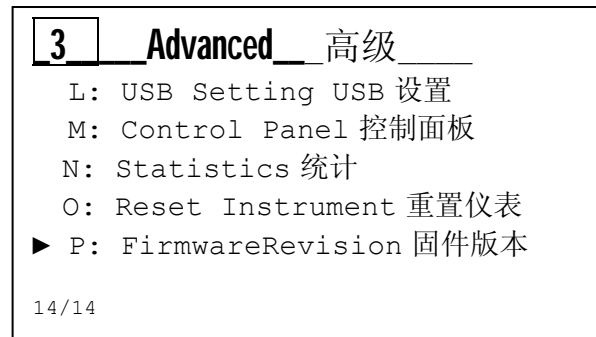 3 Advanced 高级
L: USB Setting USB 设置
M: Control Panel 控制面板
N: Statistics 统计
O: Reset Instrument 重置仪表
► P: FirmwareRevision 固件版本
14/14